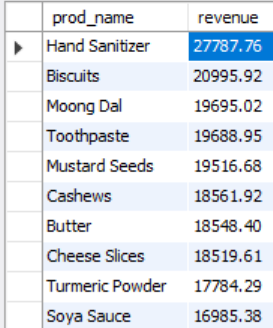 prod_name revenue
Hand Sanitizer 27787.76
Biscuits 20995.92
Moong Dal 19695.02
Toothpaste 19688.95
Mustard Seeds 19516.68
Cashews 18561.92
Butter 18548.40
Cheese Slices 18519.61
Turmeric Powder 17784.29
Soya Sauce 16985.38